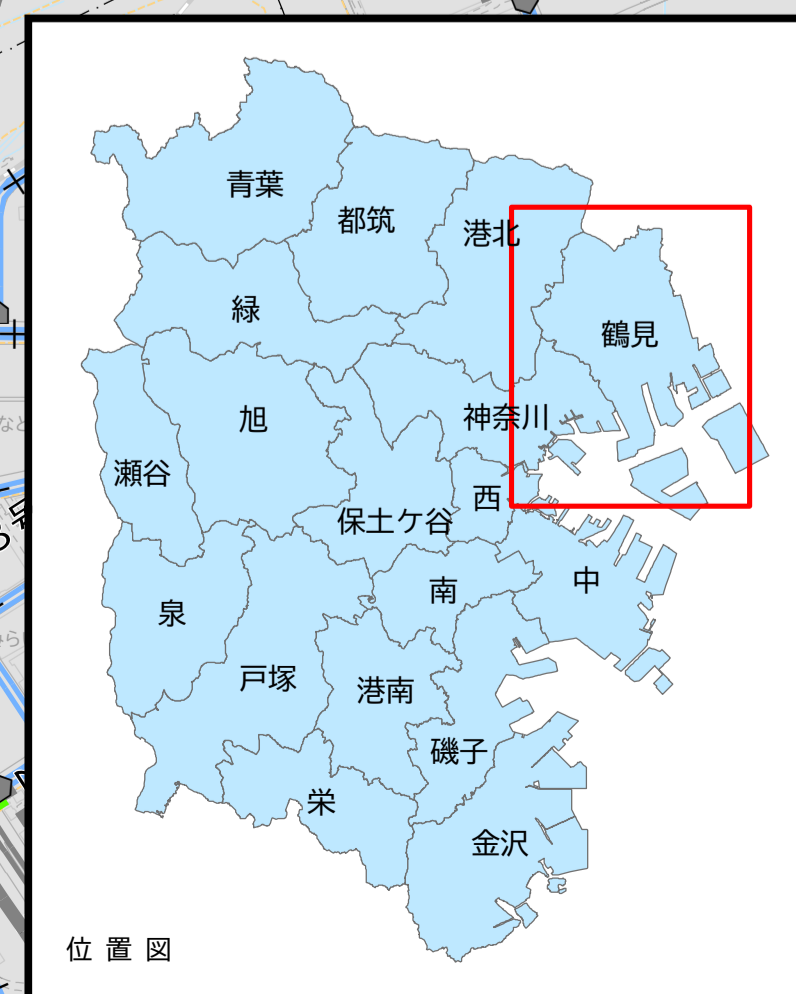 青葉
都筑
港北
緑
鶴見
旭
神奈川
瀬谷
西
保土ケ谷
中
南
泉
戸塚
港南
磯子
栄
金沢
位置図